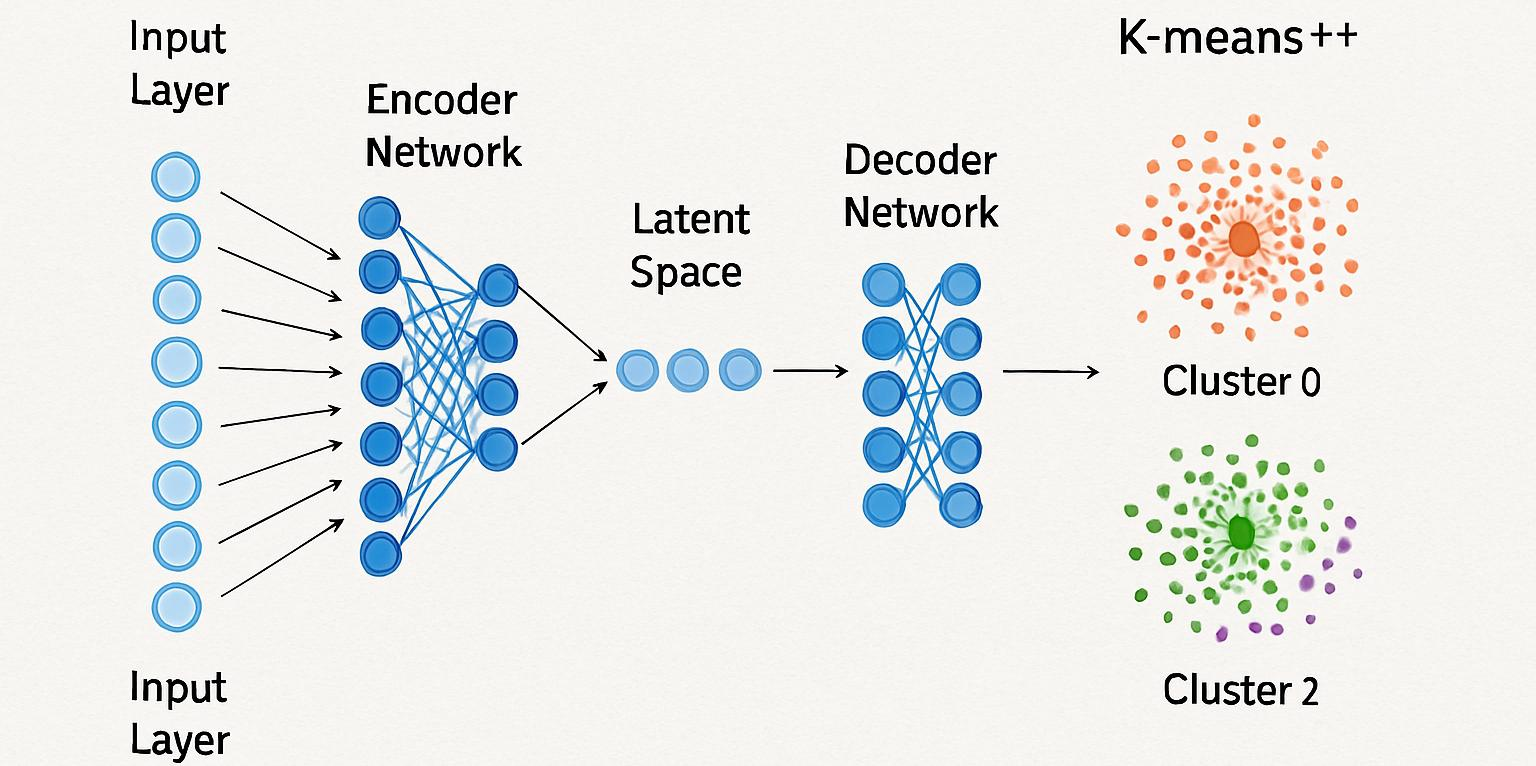 Input
Layer
Encoder
Network
Latent
Space
Decoder
Network
K-means++
Cluster 0
Cluster 2
Input
Layer